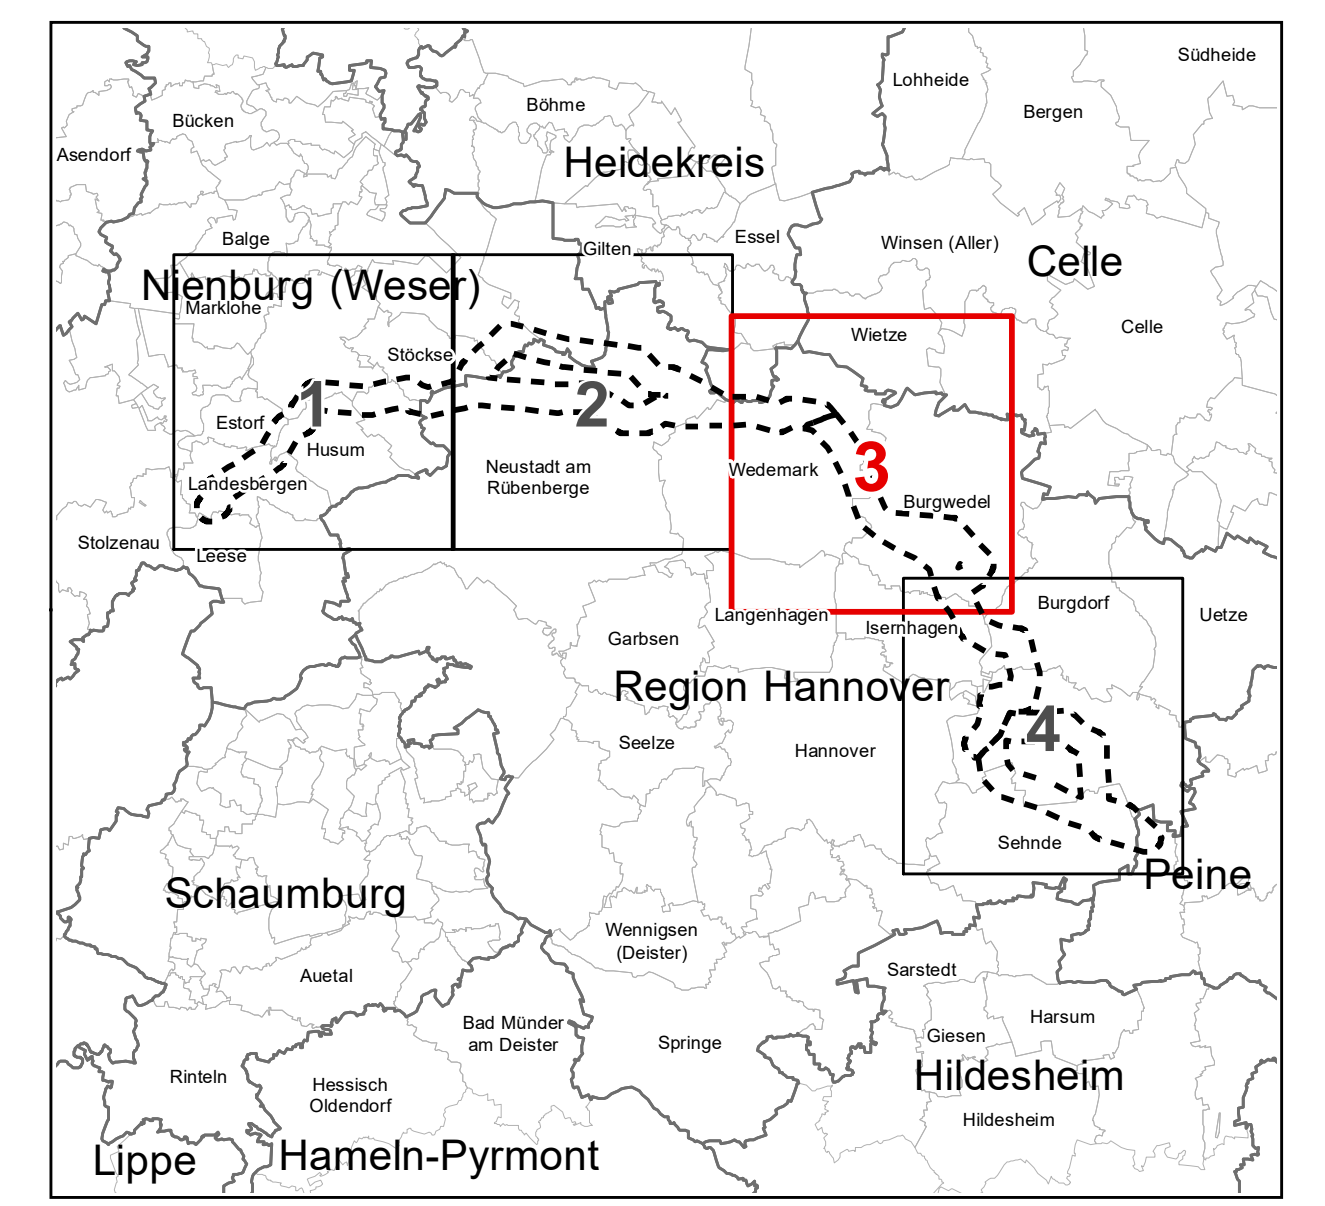 Südheide
Lohheide
Böhme
Bergen
Bücken
Asendorf
Heidekreis
Balge
Gilten
Essel
Winsen (Aller)
Celle
Nienburg (Weser)
Marklohe
Celle
Wietze
Stöckse
1
2
Estorf
Husum
3
Neustadt am
Rübenberge
Wedemark
Landesbergen
Burgwedel
Stolzenau
Leese
Burgdorf
Langenhagen
Uetze
Isernhagen
Garbsen
Region Hannover
4
Seelze
Hannover
Sehnde
Peine
Schaumburg
Wennigsen
(Deister)
Sarstedt
Auetal
Harsum
Bad Münder
am Deister
Giesen
Springe
Hildesheim
Rinteln
Hessisch
Oldendorf
Hildesheim
Lippe
Hameln-Pyrmont